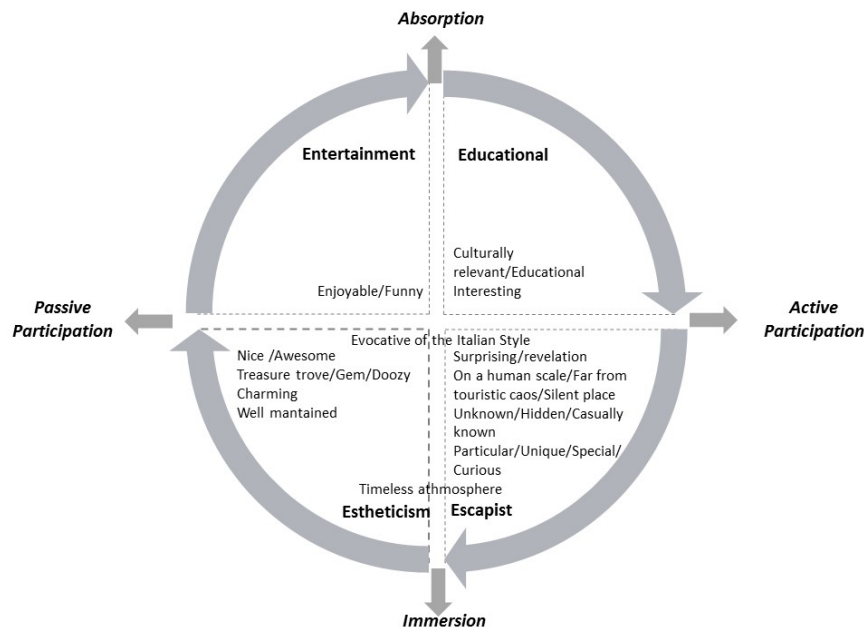 Absorption
Entertainment
Educational
Culturally
relevant/Educational
Interesting
Enjoyable/Funny
Passive
Participation
Active
Participation
Evocative of the Italian Style
Nice /Awesome
Treasure trove/Gem/Doozy
Charming
Well mantained
Surprising/revelation
On a human scale/Far from
touristic caos/Silent place
Unknown/Hidden/Casually
known
Particular/Unique/Special/
Curious
Timeless athmosphere
Estheticism
Escapist
Immersion